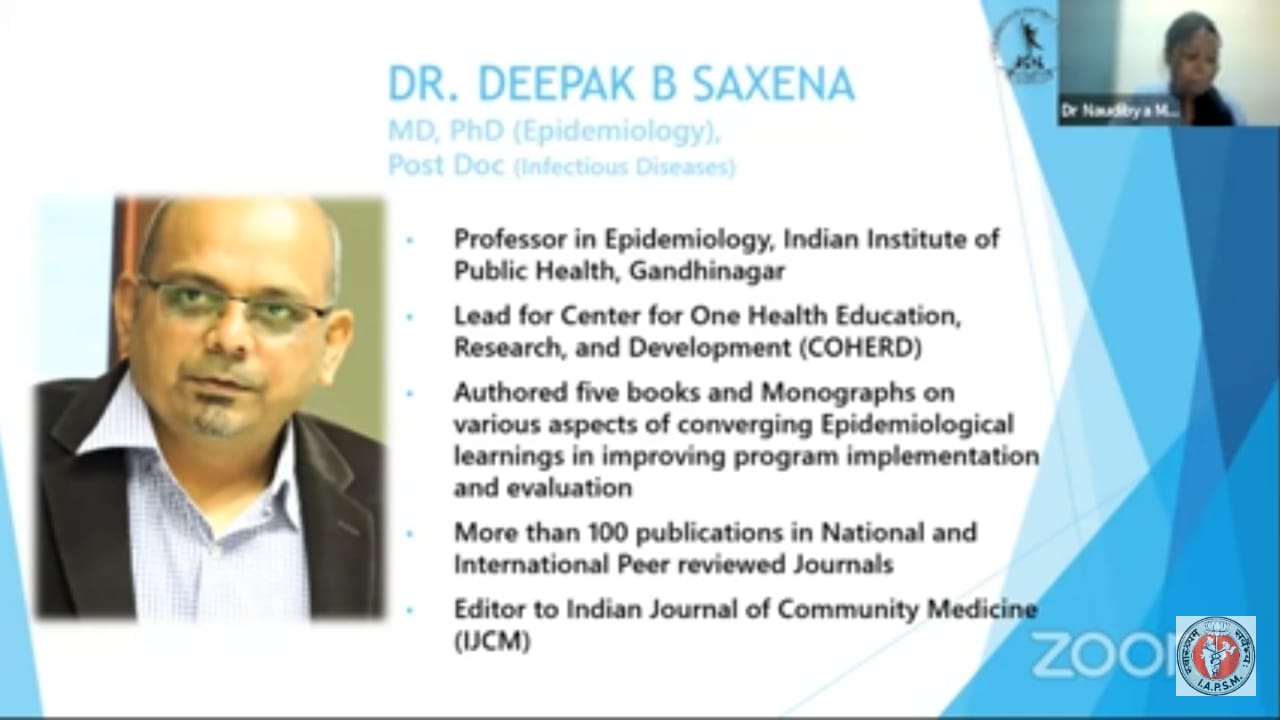 DR. DEEPAK B SAXENA
MD, PhD (Epidemiology),
Post Doc (Infectious Diseases)
Dr Naudibya M...
• Professor in Epidemiology, Indian Institute of
Public Health, Gandhinagar
• Lead for Center for One Health Education,
Research, and Development (COHERD)
• Authored five books and Monographs on
various aspects of converging Epidemiological
learnings in improving program implementation
and evaluation
• More than 100 publications in National and
International Peer reviewed Journals
• Editor to Indian Journal of Community Medicine
(IJCM)
ZOO
I.A.P.S.M.